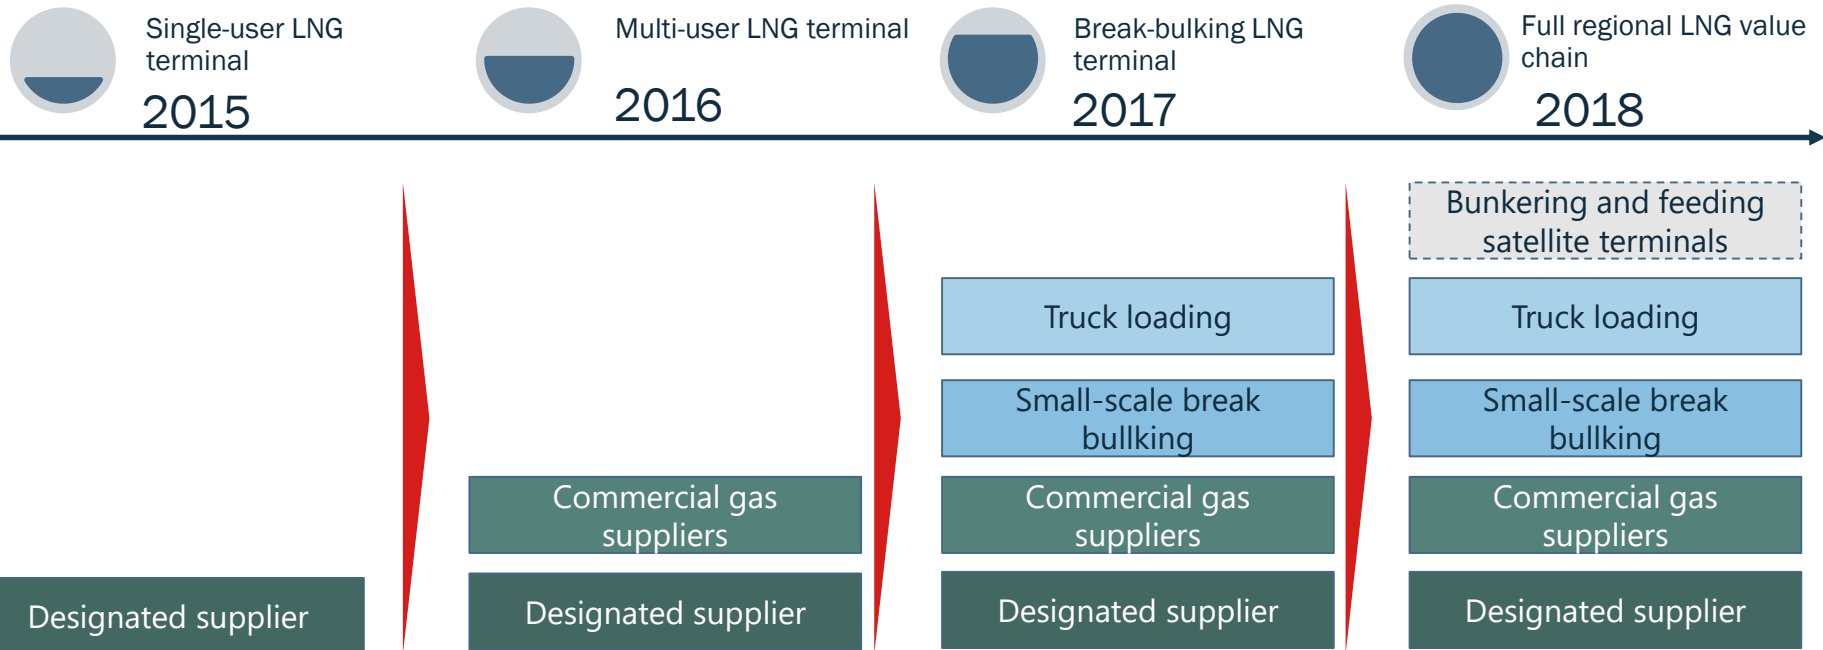 Single-user LNG
terminal
2015
Multi-user LNG terminal
2016
Break-bulking LNG
terminal
2017
Full regional LNG value
chain
2018
Designated supplier
Commercial gas
suppliers
Designated supplier
Truck loading
Small-scale break
bullking
Commercial gas
suppliers
Designated supplier
Bunkering and feeding
satellite terminals
Truck loading
Small-scale break
bullking
Commercial gas
suppliers
Designated supplier